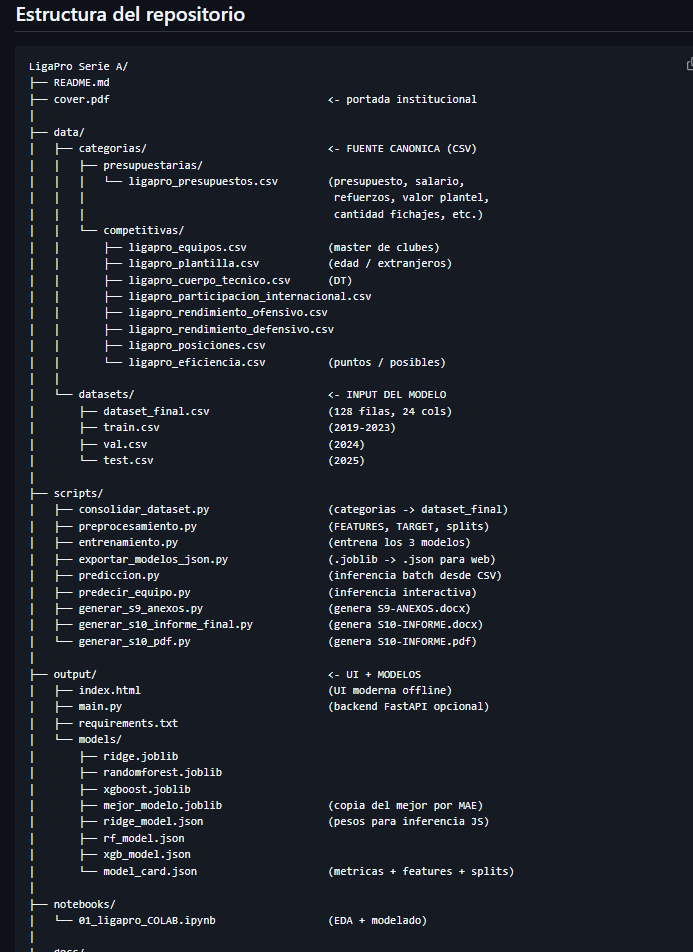 Estructura del repositorio
LigaPro Serie A/
├── README.md
├── cover.pdf                                   <- portada institucional
│
├── data/
│   ├── categorias/                             <- FUENTE CANONICA (CSV)
│   │   ├── presupuestarias/
│   │   │   └── ligapro_presupuestos.csv        (presupuesto, salario,
│   │   │                                        refuerzos, valor plantel,
│   │   │                                        cantidad fichajes, etc.)
│   │   └── competitivas/
│   │       ├── ligapro_equipos.csv             (master de clubes)
│   │       ├── ligapro_plantilla.csv           (edad / extranjeros)
│   │       ├── ligapro_cuerpo_tecnico.csv      (DT)
│   │       ├── ligapro_participacion_internacional.csv
│   │       ├── ligapro_rendimiento_ofensivo.csv
│   │       ├── ligapro_rendimiento_defensivo.csv
│   │       ├── ligapro_posiciones.csv
│   │       └── ligapro_eficiencia.csv          (puntos / posibles)
│   │
│   └── datasets/                               <- INPUT DEL MODELO
│       ├── dataset_final.csv                   (128 filas, 24 cols)
│       ├── train.csv                           (2019-2023)
│       ├── val.csv                             (2024)
│       └── test.csv                            (2025)
│
├── scripts/
│   ├── consolidar_dataset.py                   (categorias -> dataset_final)
│   ├── preprocesamiento.py                     (FEATURES, TARGET, splits)
│   ├── entrenamiento.py                        (entrena los 3 modelos)
│   ├── exportar_modelos_json.py                (.joblib -> .json para web)
│   ├── prediccion.py                           (inferencia batch desde CSV)
│   ├── predecir_equipo.py                      (inferencia interactiva)
│   ├── generar_s9_anexos.py                    (genera S9-ANEXOS.docx)
│   ├── generar_s10_informe_final.py            (genera S10-INFORME.docx)
│   └── generar_s10_pdf.py                      (genera S10-INFORME.pdf)
│
├── output/                                     <- UI + MODELOS
│   ├── index.html                              (UI moderna offline)
│   ├── main.py                                 (backend FastAPI opcional)
│   ├── requirements.txt
│   └── models/
│       ├── ridge.joblib
│       ├── randomforest.joblib
│       ├── xgboost.joblib
│       ├── mejor_modelo.joblib                 (copia del mejor por MAE)
│       ├── ridge_model.json                    (pesos para inferencia JS)
│       ├── rf_model.json
│       ├── xgb_model.json
│       └── model_card.json                     (metricas + features + splits)
│
├── notebooks/
│   └── 01_ligapro_COLAB.ipynb                  (EDA + modelado)
│